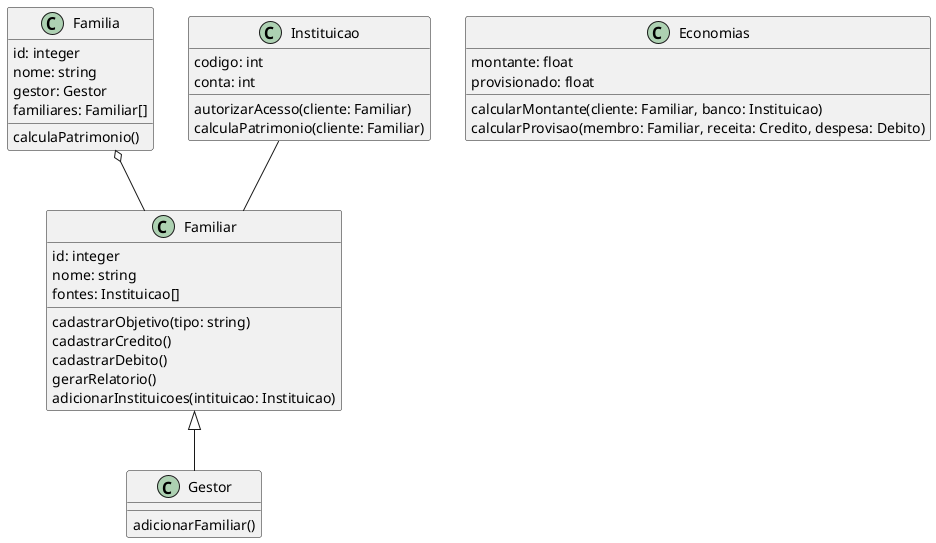 C Familia
id: integer
nome: string
gestor: Gestor
familiares: Familiar[]
calculaPatrimonio()
C Instituicao
codigo: int
conta: int
autorizarAcesso(cliente: Familiar)
calculaPatrimonio(cliente: Familiar)
C Economias
montante: float
provisionado: float
calcularMontante(cliente: Familiar, banco: Instituicao)
calcularProvisao(membro: Familiar, receita: Credito, despesa: Debito)
C Familiar
id: integer
nome: string
fontes: Instituicao[]
cadastrarObjetivo(tipo: string)
cadastrarCredito()
cadastrarDebito()
gerarRelatorio()
adicionarInstituicoes(intituicao: Instituicao)
C Gestor
adicionarFamiliar()